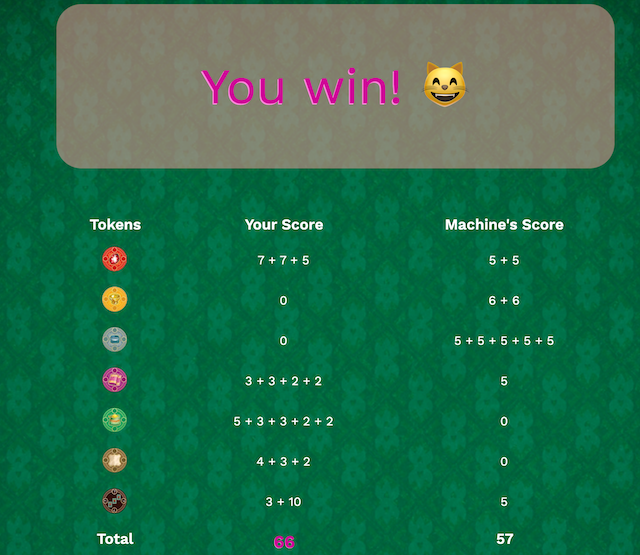 You win! 😸
Tokens Your Score Machine's Score
7 + 7 + 5 5 + 5
0 6 + 6
0 5 + 5 + 5 + 5 + 5
3 + 3 + 2 + 2 5
5 + 3 + 3 + 2 + 2 0
4 + 3 + 2 0
3 + 10 5
Total 66 57